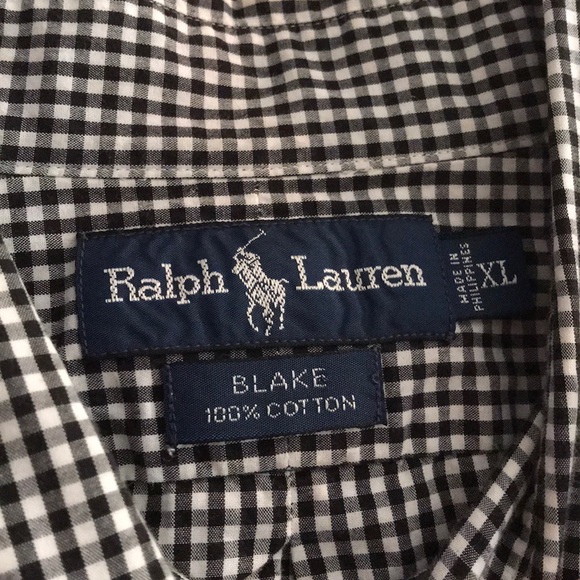 Ralph Lauren
MADE IN
PHILIPPINES
XL
BLAKE
100% COTTON